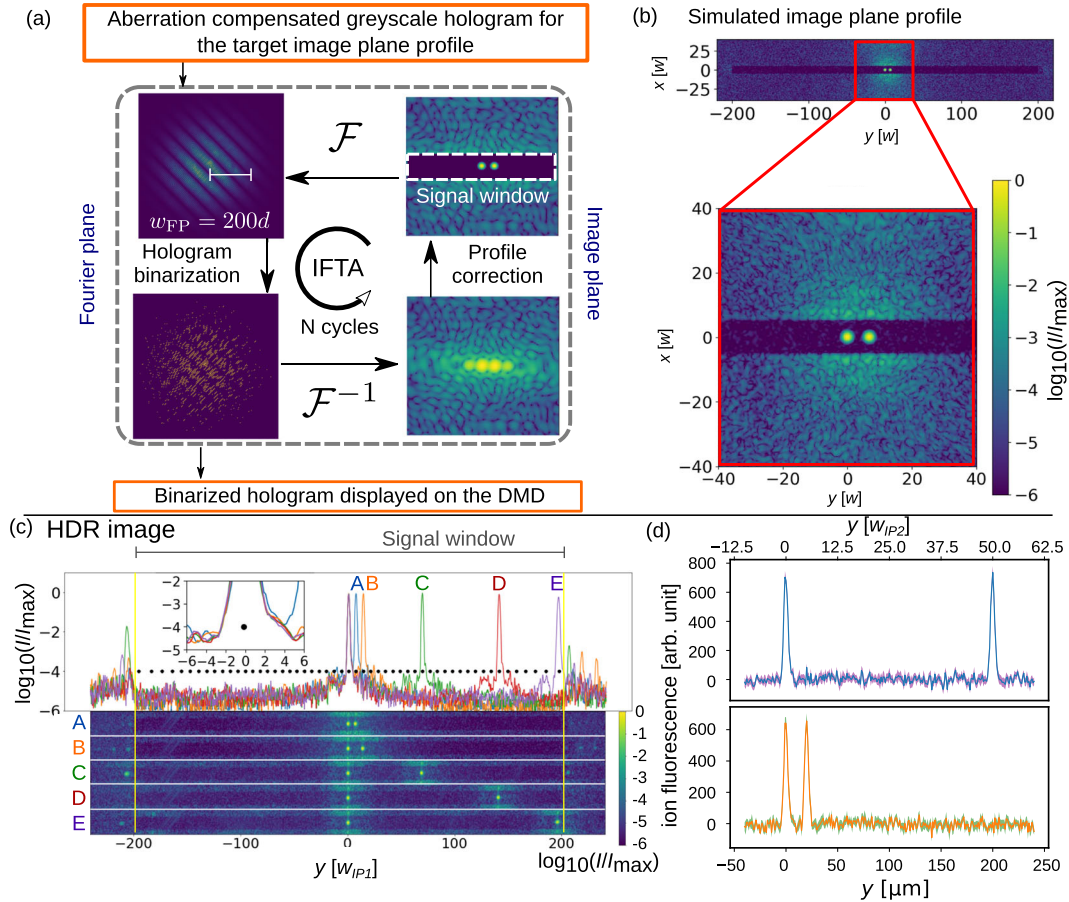 (a)
Aberration compensated greyscale hologram for
the target image plane profile
ℱ
w_FP = 200d
Signal window
Fourier plane
Hologram
binarization
IFTA
N cycles
Profile
correction
Image plane
ℱ⁻¹
Binarized hologram displayed on the DMD
(b)
Simulated image plane profile
x [w]
25
0
−25
−200 −100 0 100 200
y [w]
40
20
0
−20
−40
x [w]
−40 −20 0 20 40
y [w]
0
−1
−2
−3
−4
−5
−6
log10(I/Imax)
(c) HDR image
Signal window
A B C D E
log10(I/Imax)
0
−2
−4
−6
−2
−3
−4
−5
−6 −4 −2 0 2 4 6
A
B
C
D
E
0
-1
-2
-3
-4
-5
-6
−200 −100 0 100 200
y [wIP1]
log10(I/Imax)
(d)
y [wIP2]
−12.5 0 12.5 25.0 37.5 50.0 62.5
800
600
400
200
0
600
400
200
0
ion fluorescence [arb. unit]
−50 0 50 100 150 200 250
y [μm]